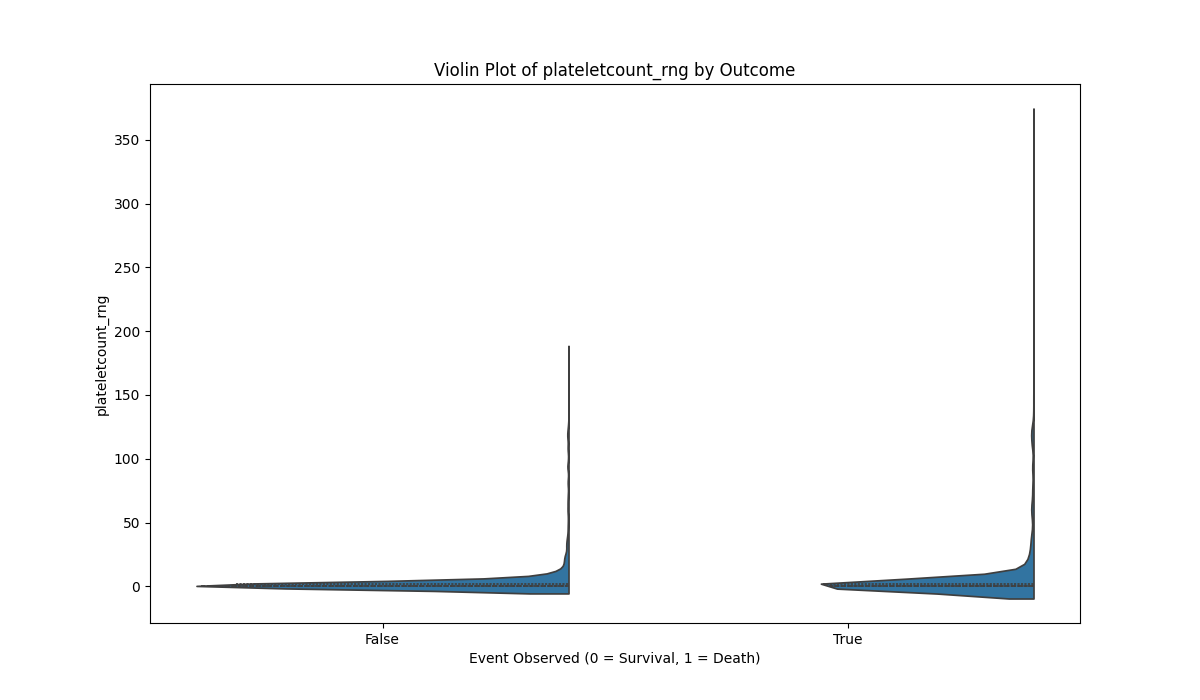 Violin Plot of plateletcount_rng by Outcome
350
300
250
200
150
100
50
0
plateletcount_rng
False
True
Event Observed (0 = Survival, 1 = Death)